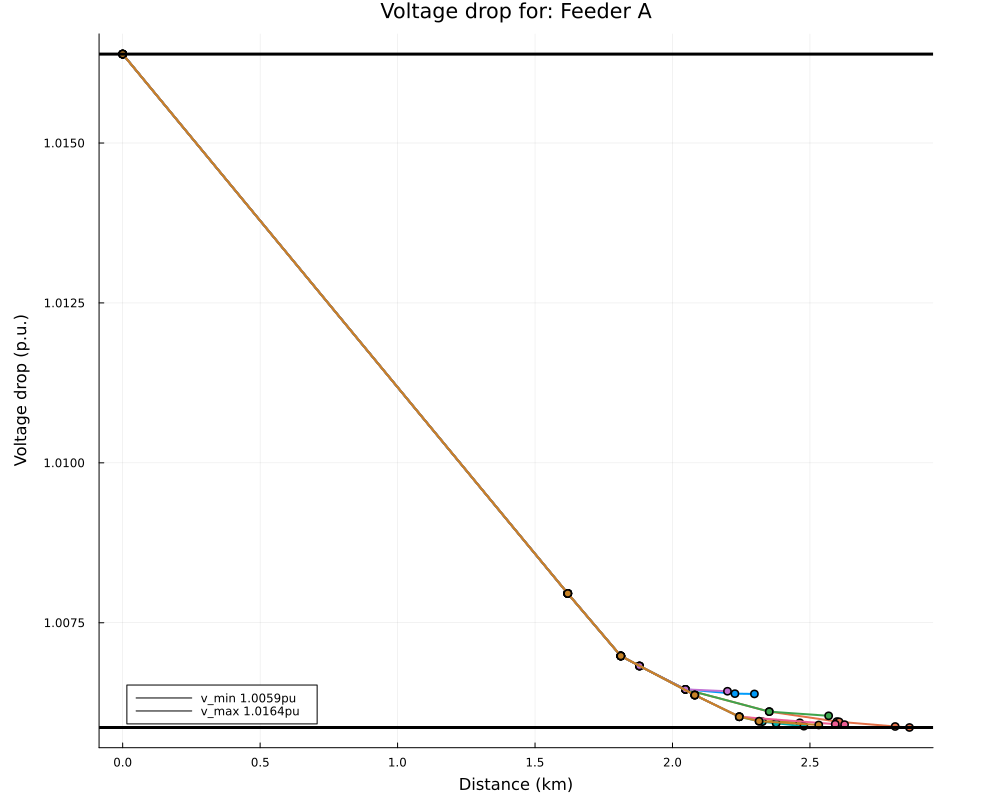 Voltage drop for: Feeder A
Voltage drop (p.u.)
1.0150
1.0125
1.0100
1.0075
v_min 1.0059pu
v_max 1.0164pu
0.0 0.5 1.0 1.5 2.0 2.5
Distance (km)